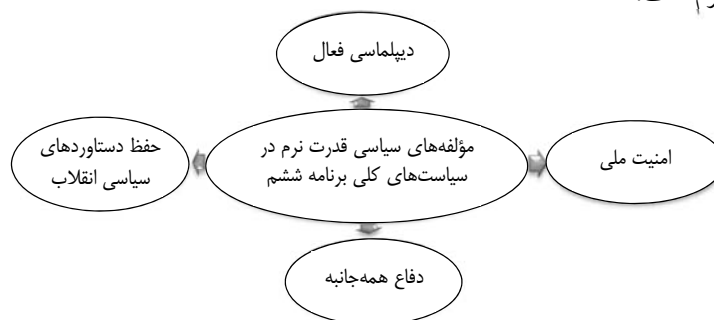 دیپلماسی فعال
مؤلفه‌های سیاسی قدرت نرم در
سیاست‌های کلی برنامه ششم
امنیت ملی
حفظ دستاوردهای
سیاسی انقلاب
دفاع همه‌جانبه